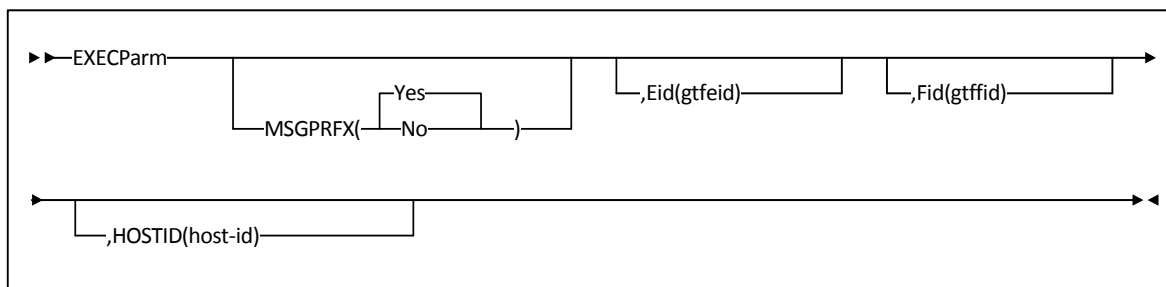 EXECParm
MSGPRFX( Yes
No )
,Eid(gtfeid)
,Fid(gtffid)
,HOSTID(host-id)